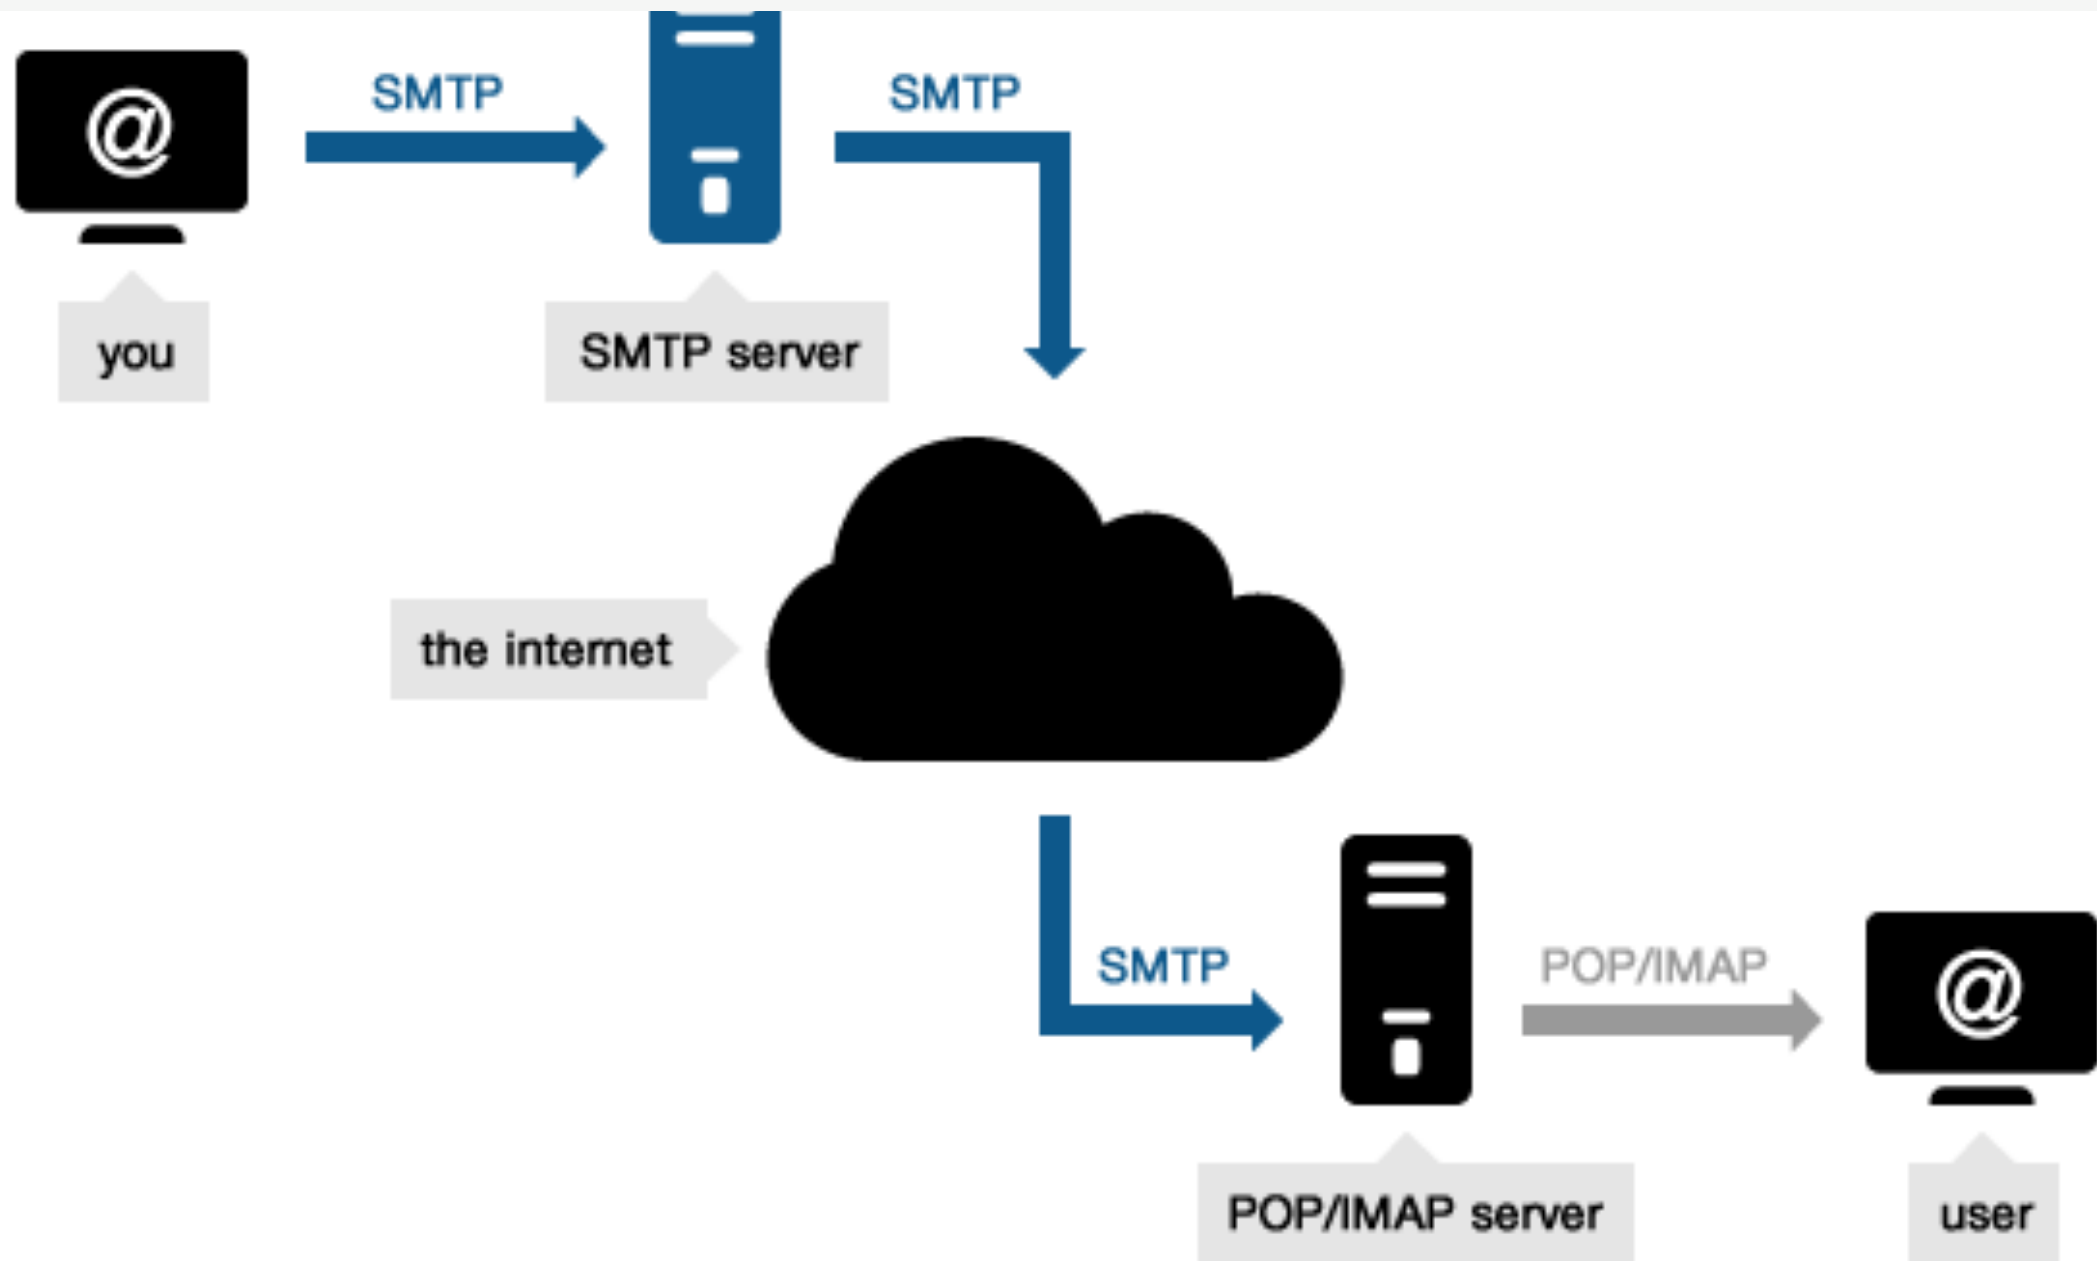 @
SMTP
SMTP
you
SMTP server
the internet
SMTP
POP/IMAP
@
POP/IMAP server
user